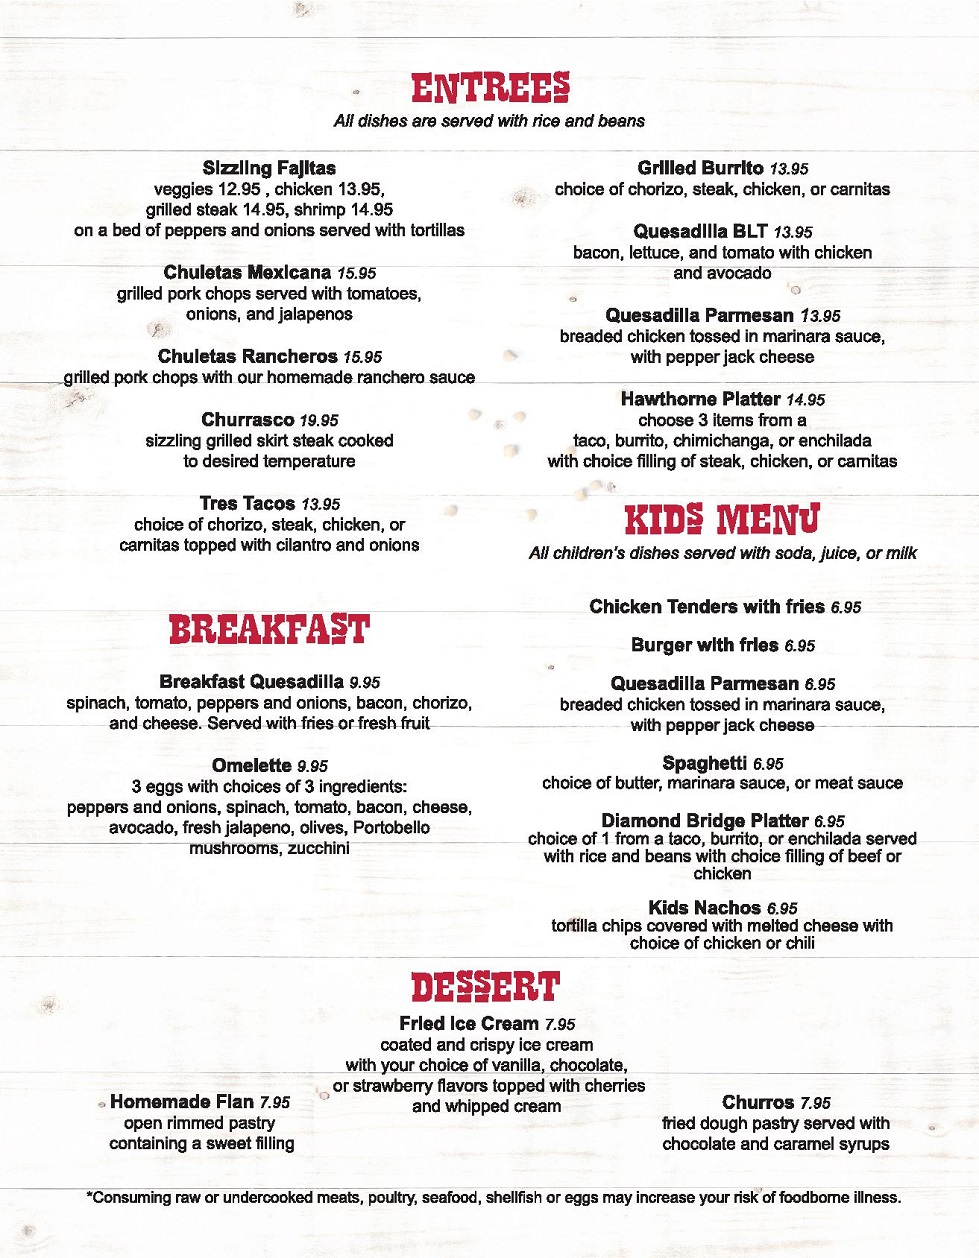 ENTREES
All dishes are served with rice and beans
Sizzling Fajitas
veggies 12.95 , chicken 13.95,
grilled steak 14.95, shrimp 14.95
on a bed of peppers and onions served with tortillas
Chuletas Mexicana 15.95
grilled pork chops served with tomatoes,
onions, and jalapenos
Chuletas Rancheros 15.95
grilled pork chops with our homemade ranchero sauce
Churrasco 19.95
sizzling grilled skirt steak cooked
to desired temperature
Tres Tacos 13.95
choice of chorizo, steak, chicken, or
carnitas topped with cilantro and onions
Grilled Burrito 13.95
choice of chorizo, steak, chicken, or carnitas
Quesadilla BLT 13.95
bacon, lettuce, and tomato with chicken
and avocado
Quesadilla Parmesan 13.95
breaded chicken tossed in marinara sauce,
with pepper jack cheese
Hawthorne Platter 14.95
choose 3 items from a
taco, burrito, chimichanga, or enchilada
with choice filling of steak, chicken, or carnitas
BREAKFAST
Breakfast Quesadilla 9.95
spinach, tomato, peppers and onions, bacon, chorizo,
and cheese. Served with fries or fresh fruit
Omelette 9.95
3 eggs with choices of 3 ingredients:
peppers and onions, spinach, tomato, bacon, cheese,
avocado, fresh jalapeno, olives, Portobello
mushrooms, zucchini
KIDS MENU
All children's dishes served with soda, juice, or milk
Chicken Tenders with fries 6.95
Burger with fries 6.95
Quesadilla Parmesan 6.95
breaded chicken tossed in marinara sauce,
with pepper jack cheese
Spaghetti 6.95
choice of butter, marinara sauce, or meat sauce
Diamond Bridge Platter 6.95
choice of 1 from a taco, burrito, or enchilada served
with rice and beans with choice filling of beef or
chicken
Kids Nachos 6.95
tortilla chips covered with melted cheese with
choice of chicken or chili
DESSERT
Fried Ice Cream 7.95
coated and crispy ice cream
with your choice of vanilla, chocolate,
or strawberry flavors topped with cherries
and whipped cream
Homemade Flan 7.95
open rimmed pastry
containing a sweet filling
Churros 7.95
fried dough pastry served with
chocolate and caramel syrups
*Consuming raw or undercooked meats, poultry, seafood, shellfish or eggs may increase your risk of foodborne illness.